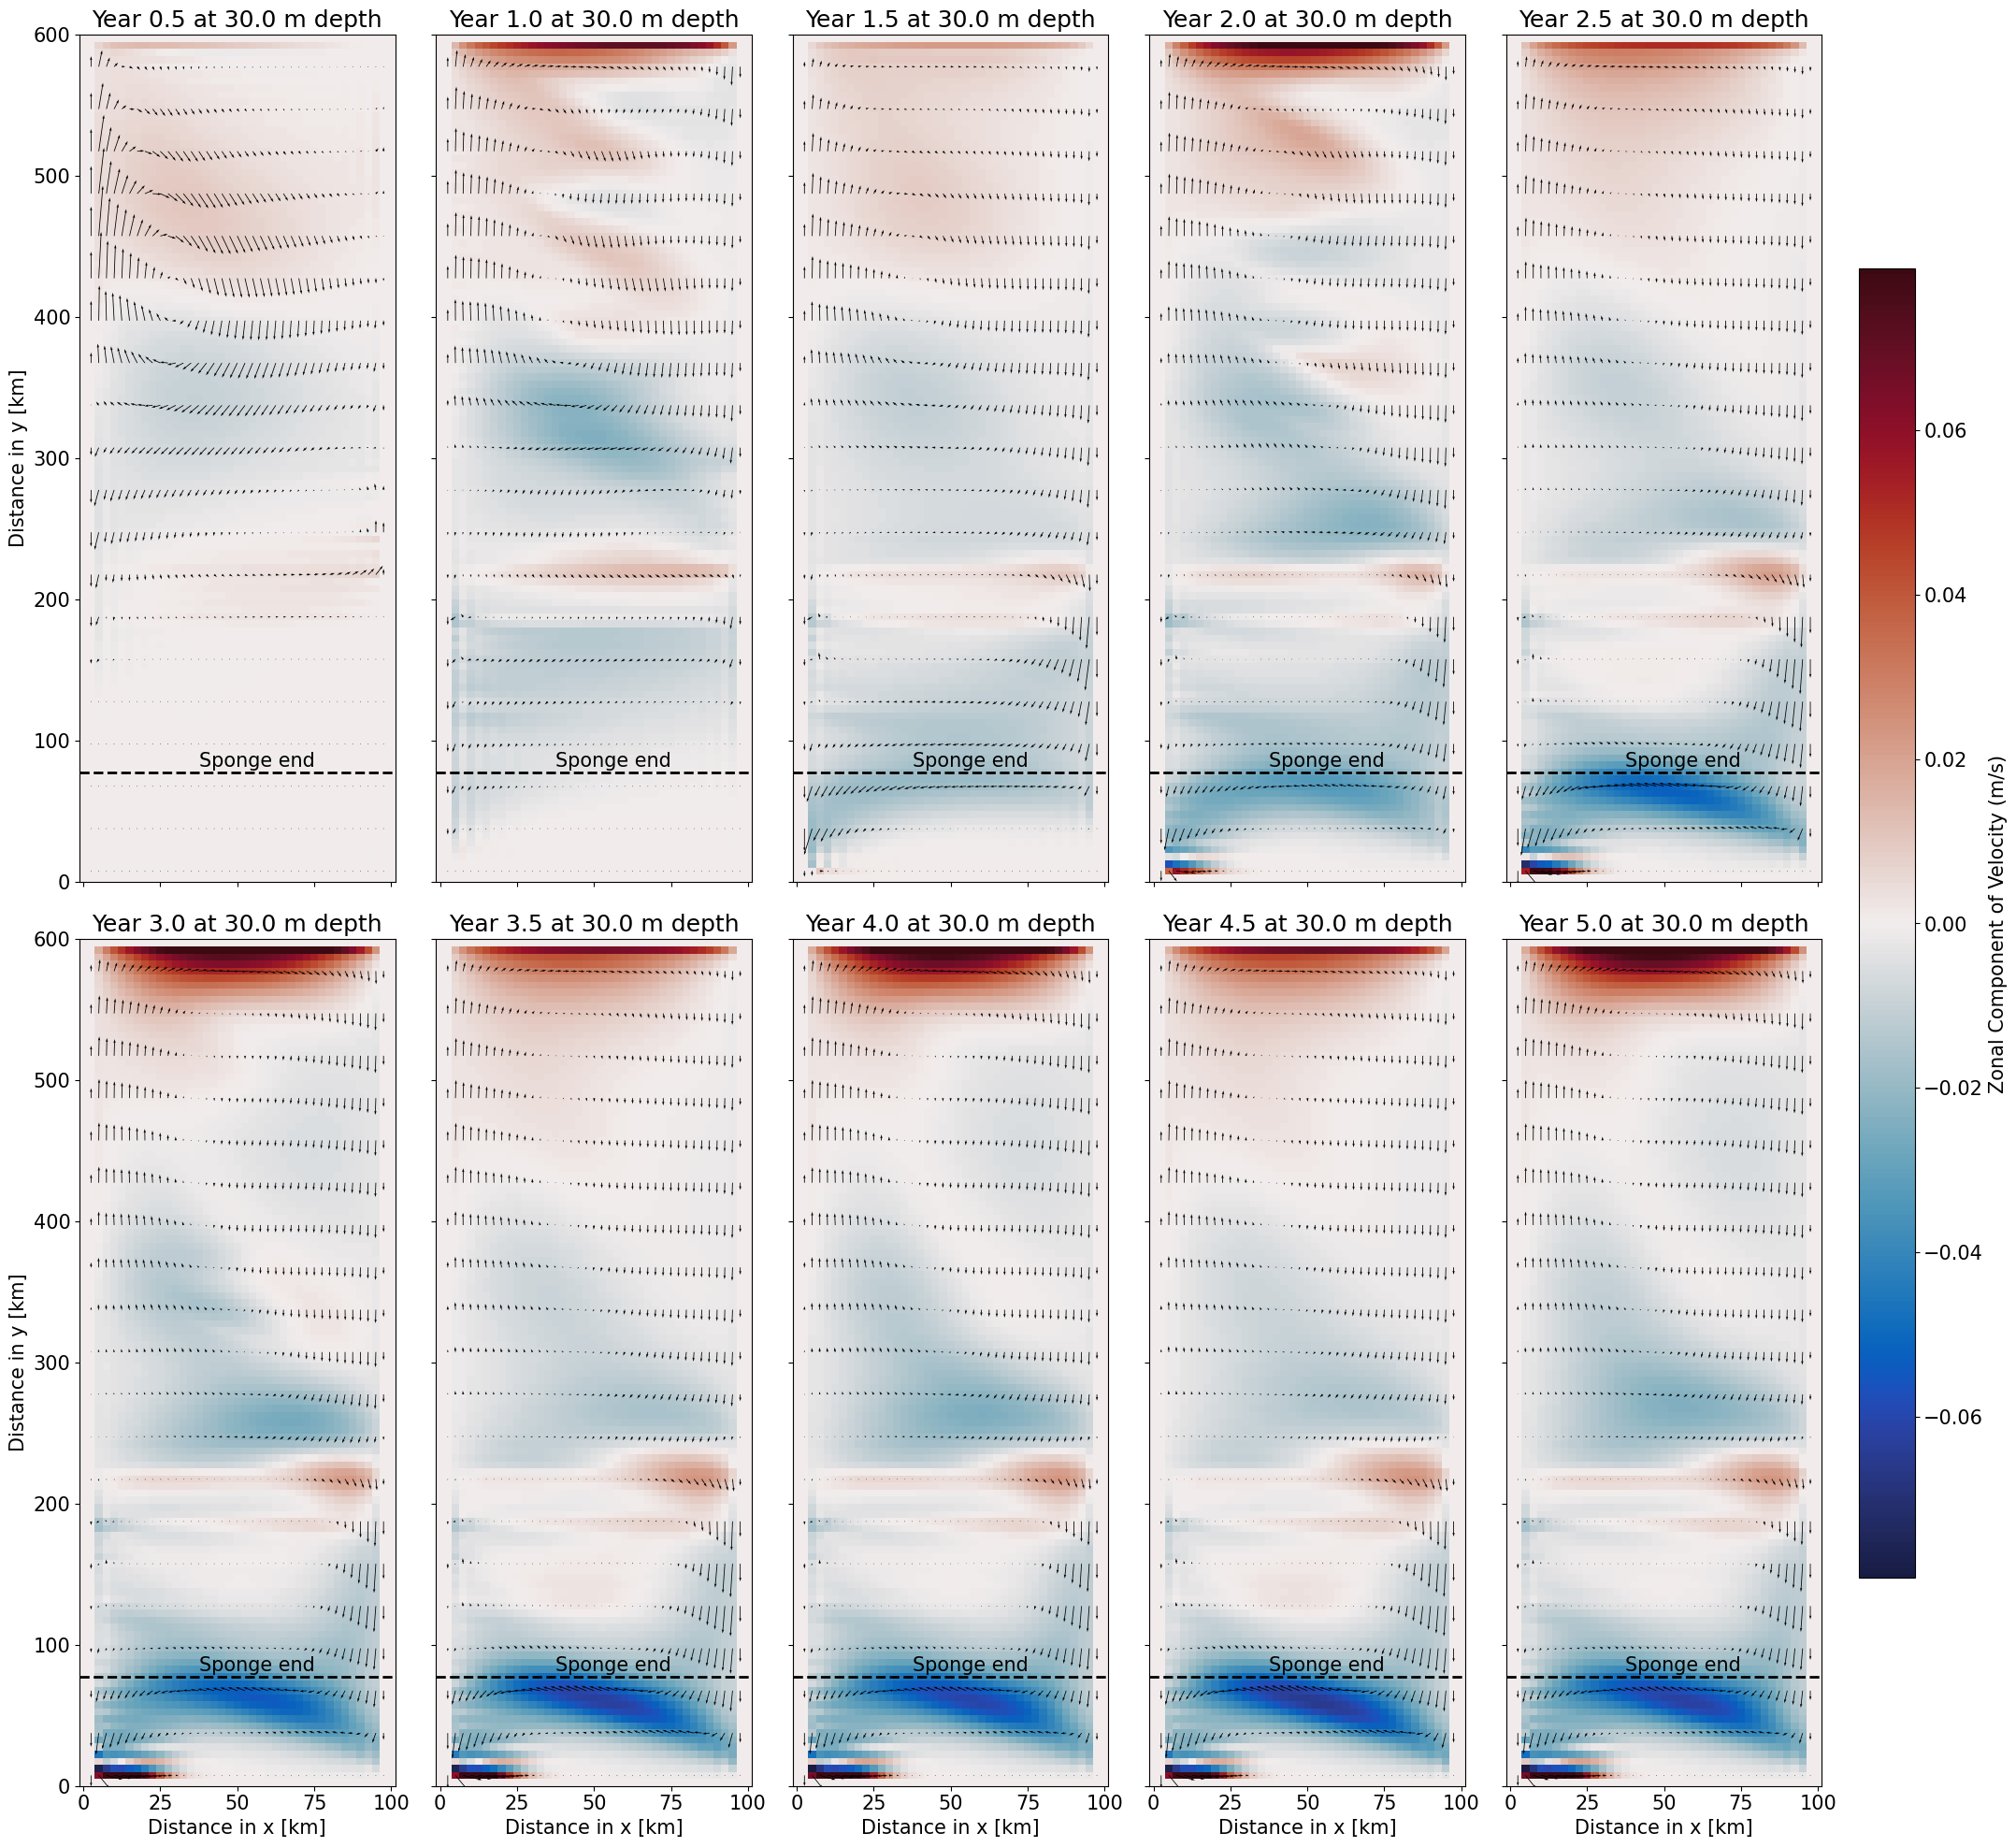 Year 0.5 at 30.0 m depth
Year 1.0 at 30.0 m depth
Year 1.5 at 30.0 m depth
Year 2.0 at 30.0 m depth
Year 2.5 at 30.0 m depth
600
500
400
300
200
100
0
Distance in y [km]
Sponge end
Sponge end
Sponge end
Sponge end
Sponge end
Year 3.0 at 30.0 m depth
Year 3.5 at 30.0 m depth
Year 4.0 at 30.0 m depth
Year 4.5 at 30.0 m depth
Year 5.0 at 30.0 m depth
600
500
400
300
200
100
0
Distance in y [km]
Sponge end
Sponge end
Sponge end
Sponge end
Sponge end
0 25 50 75 100
0 25 50 75 100
0 25 50 75 100
0 25 50 75 100
0 25 50 75 100
Distance in x [km]
Distance in x [km]
Distance in x [km]
Distance in x [km]
Distance in x [km]
0.06
0.04
0.02
0.00
−0.02
−0.04
−0.06
Zonal Component of Velocity (m/s)